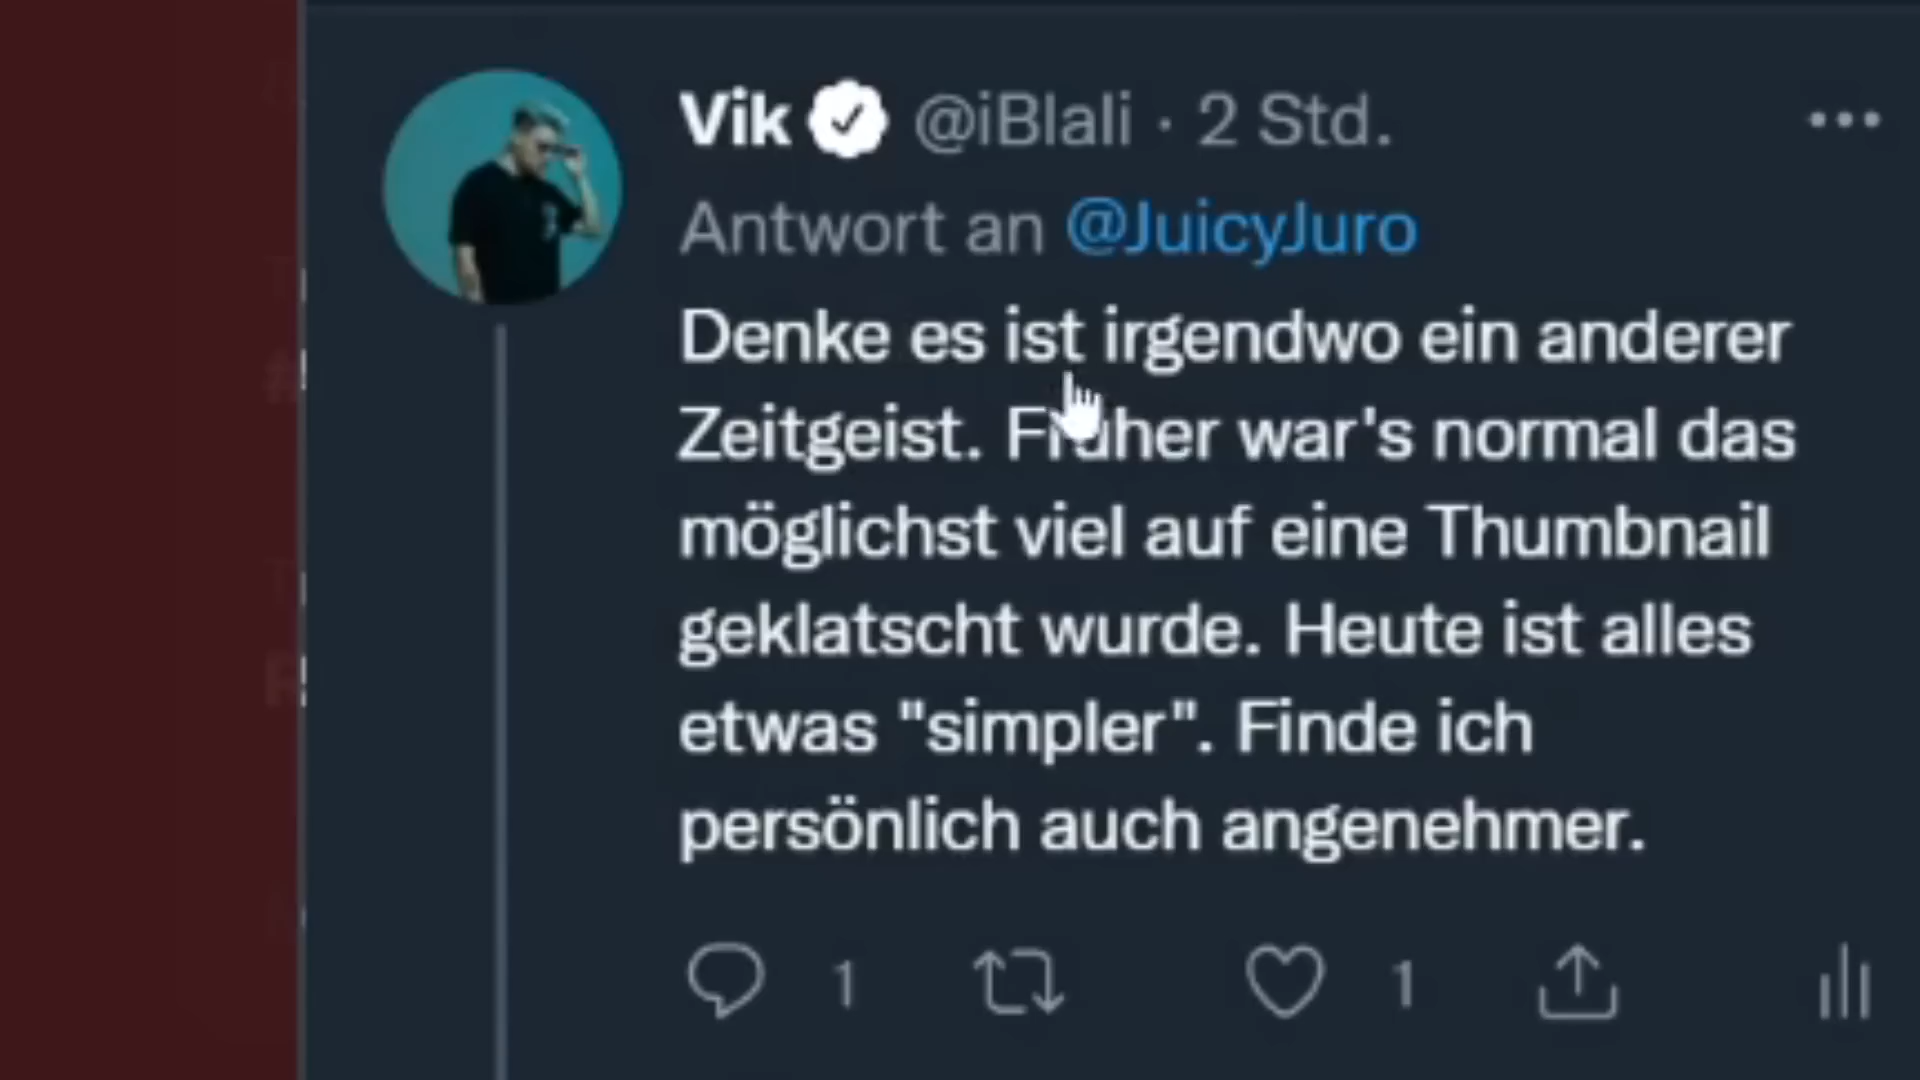 Vik @iBlali · 2 Std.
Antwort an @JuicyJuro
Denke es ist irgendwo ein anderer
Zeitgeist. Früher war's normal das
möglichst viel auf eine Thumbnail
geklatscht wurde. Heute ist alles
etwas "simpler". Finde ich
persönlich auch angenehmer.
1 1